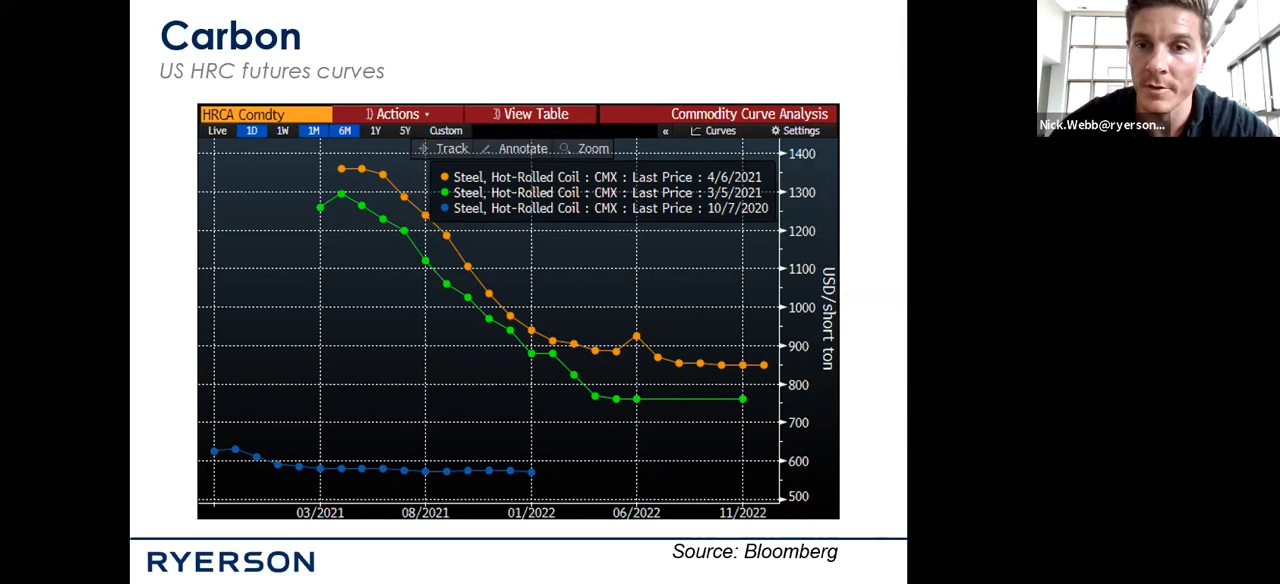 Carbon
US HRC futures curves
HRCA Comdty 1) Actions 3) View Table Commodity Curve Analysis
Live 1D 1W 1M 6M 1Y 5Y Custom « Curves Settings
Track Annotate Zoom
Steel, Hot-Rolled Coil : CMX : Last Price : 4/6/2021
Steel, Hot-Rolled Coil : CMX : Last Price : 3/5/2021
Steel, Hot-Rolled Coil : CMX : Last Price : 10/7/2020
1400
1300
1200
1100
1000
900
800
700
600
500
USD/short ton
03/2021 08/2021 01/2022 06/2022 11/2022
Source: Bloomberg
RYERSON
Nick.Webb@ryerson...